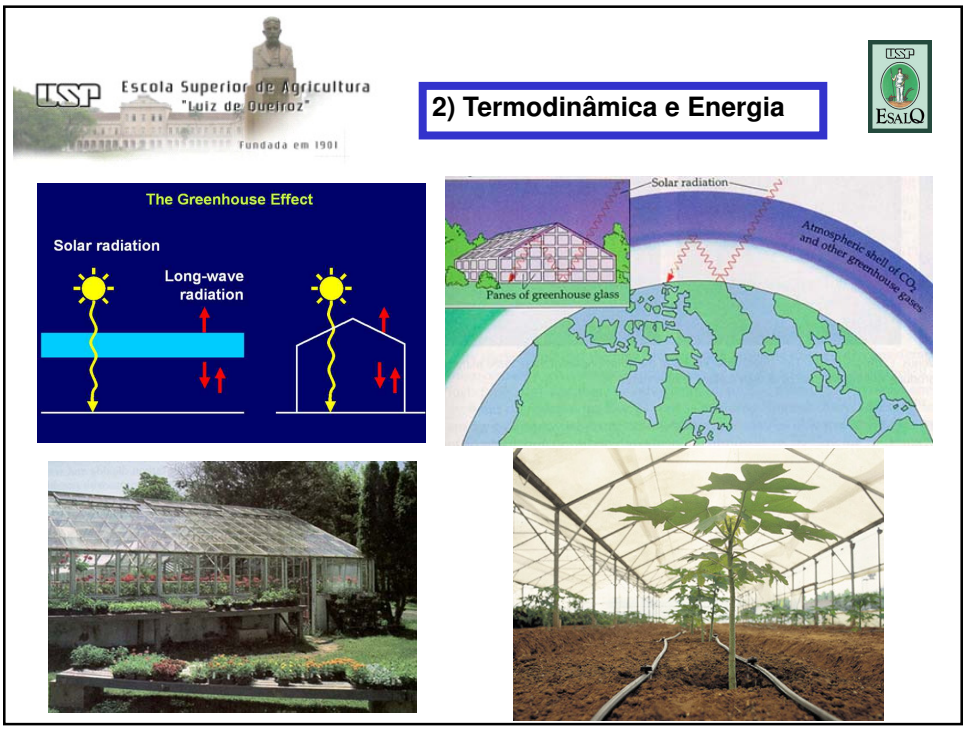 USP
Escola Superior de Agricultura
"Luiz de Queiroz"
Fundada em 1901
2) Termodinâmica e Energia
USP
ESALQ
The Greenhouse Effect
Solar radiation
Long-wave
radiation
Solar radiation
Panes of greenhouse glass
Atmospheric shell of CO₂
and other greenhouse gases